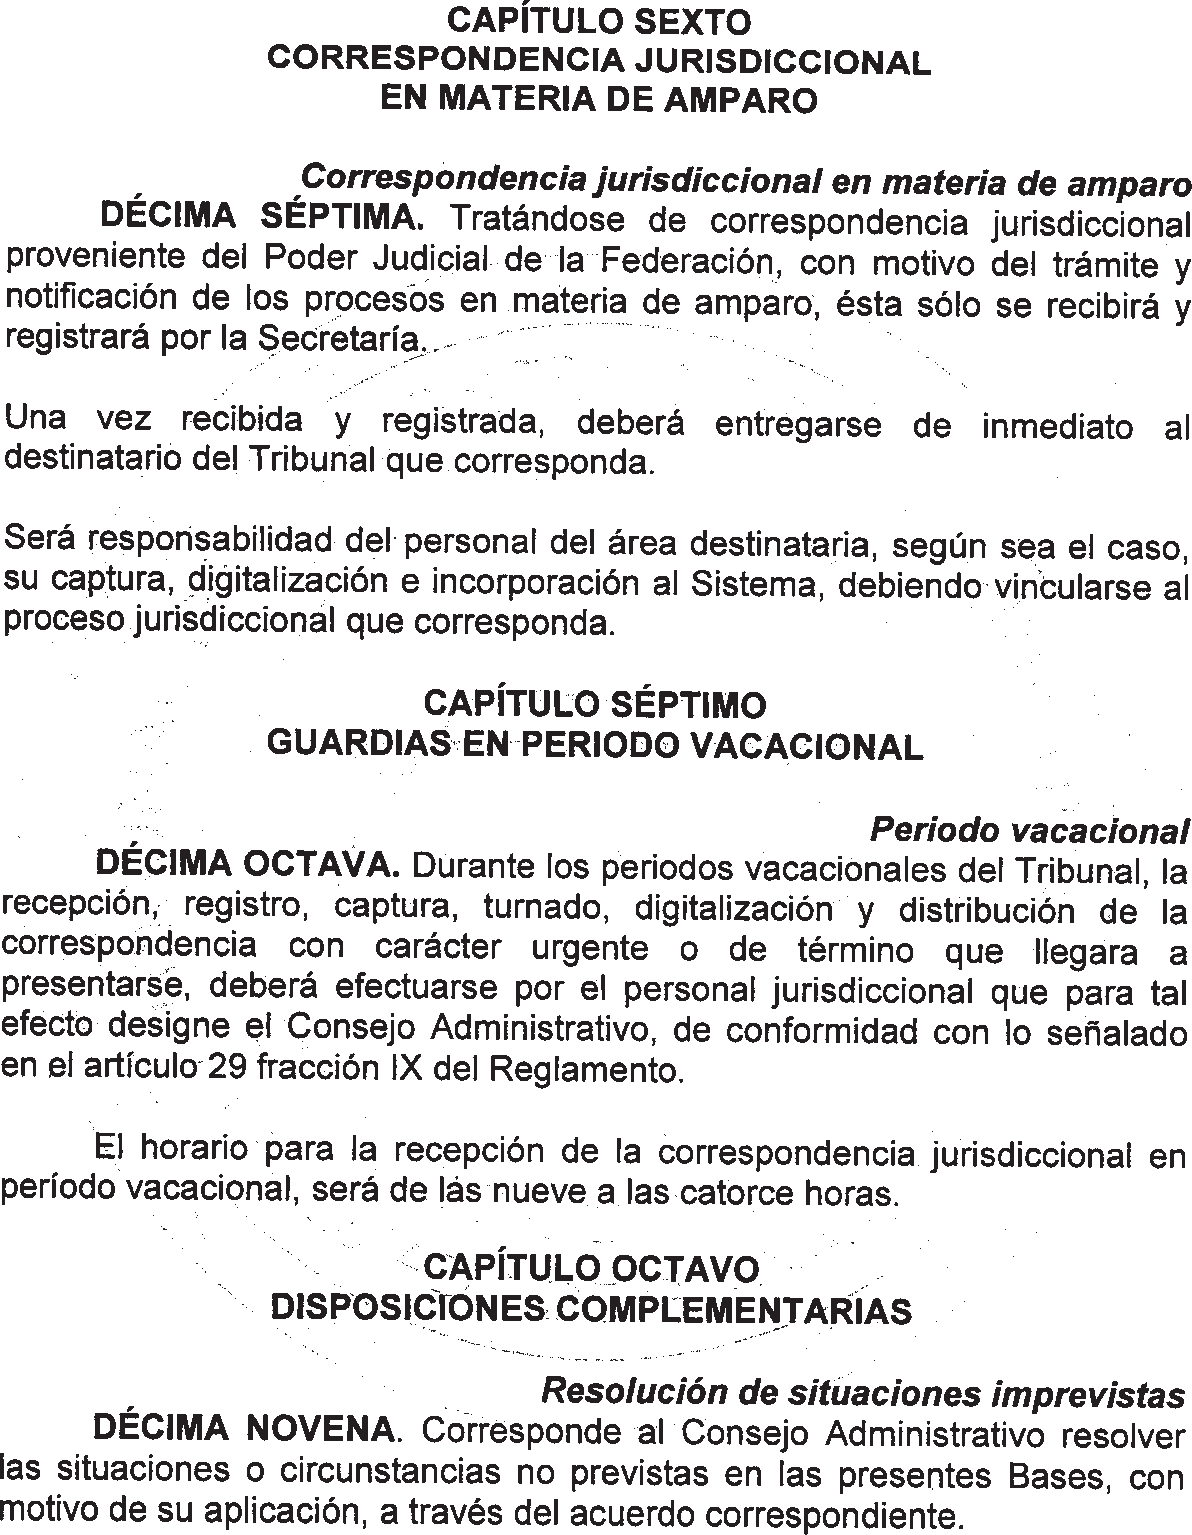 CAPÍTULO SEXTO
CORRESPONDENCIA JURISDICCIONAL
EN MATERIA DE AMPARO
Correspondencia jurisdiccional en materia de amparo
DÉCIMA SÉPTIMA. Tratándose de correspondencia jurisdiccional
proveniente del Poder Judicial de la Federación, con motivo del trámite y
notificación de los procesos en materia de amparo, ésta sólo se recibirá y
registrará por la Secretaría.
Una vez recibida y registrada, deberá entregarse de inmediato al
destinatario del Tribunal que corresponda.
Será responsabilidad del personal del área destinataria, según sea el caso,
su captura, digitalización e incorporación al Sistema, debiendo vincularse al
proceso jurisdiccional que corresponda.
CAPÍTULO SÉPTIMO
GUARDIAS EN PERIODO VACACIONAL
Periodo vacacional
DÉCIMA OCTAVA. Durante los periodos vacacionales del Tribunal, la
recepción, registro, captura, turnado, digitalización y distribución de la
correspondencia con carácter urgente o de término que llegara a
presentarse, deberá efectuarse por el personal jurisdiccional que para tal
efecto designe el Consejo Administrativo, de conformidad con lo señalado
en el artículo 29 fracción IX del Reglamento.
El horario para la recepción de la correspondencia jurisdiccional en
período vacacional, será de las nueve a las catorce horas.
CAPÍTULO OCTAVO
DISPOSICIONES COMPLEMENTARIAS
Resolución de situaciones imprevistas
DÉCIMA NOVENA. Corresponde al Consejo Administrativo resolver
las situaciones o circunstancias no previstas en las presentes Bases, con
motivo de su aplicación, a través del acuerdo correspondiente.